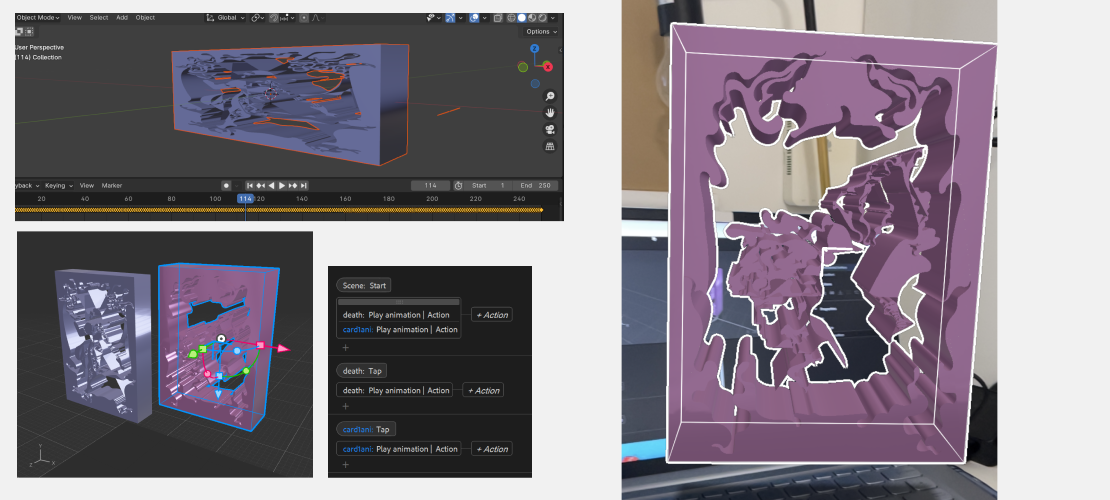 Object Mode View Select Add Object Global
Options
User Perspective
(114) Collection
yback Keying View Marker 114 Start 1 End 250
20 60 80 100 114 120 140 160 180 200 220 240
Z
X
Y
Z
Scene: Start
death: Play animation | Action + Action
card1ani: Play animation | Action
+
death: Tap
death: Play animation | Action + Action
+
card1ani: Tap
card1ani: Play animation | Action + Action
+